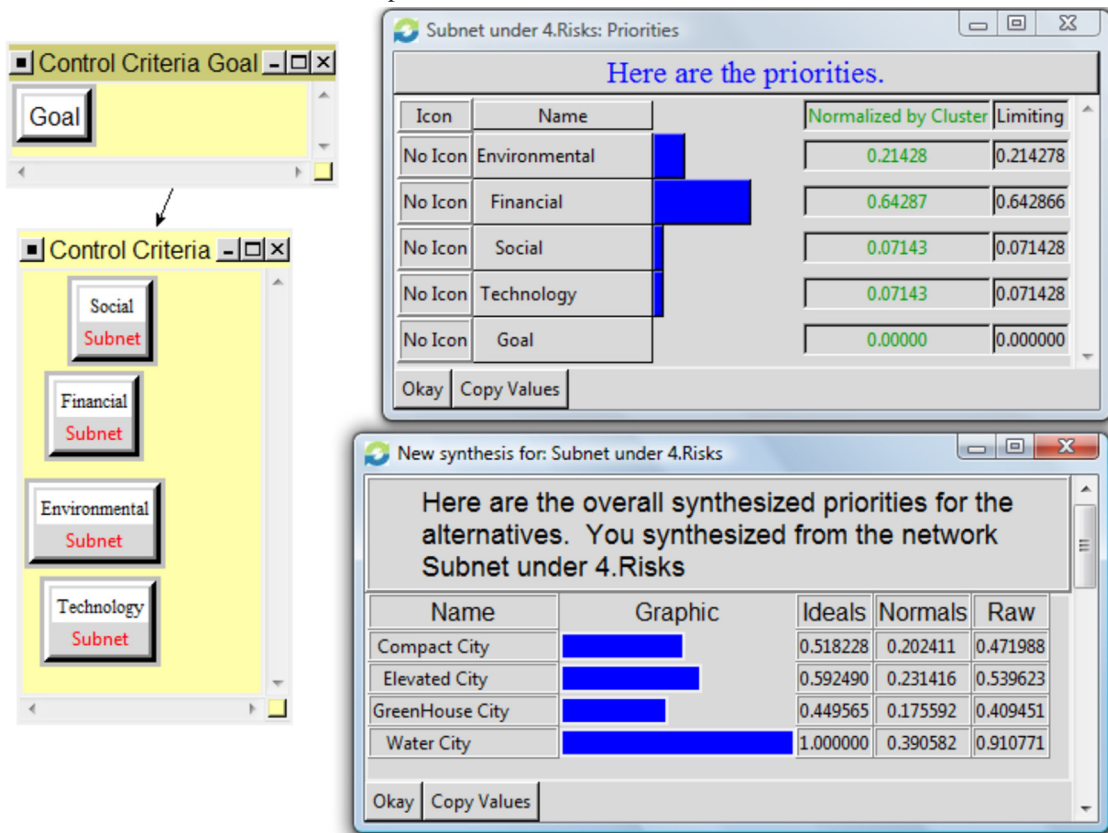 Control Criteria Goal
Goal
Control Criteria
Social
Subnet
Financial
Subnet
Environmental
Subnet
Technology
Subnet
Subnet under 4.Risks: Priorities
Here are the priorities.
Icon Name Normalized by Cluster Limiting
No Icon Environmental 0.21428 0.214278
No Icon Financial 0.64287 0.642866
No Icon Social 0.07143 0.071428
No Icon Technology 0.07143 0.071428
No Icon Goal 0.00000 0.000000
Okay Copy Values
New synthesis for: Subnet under 4.Risks
Here are the overall synthesized priorities for the
alternatives. You synthesized from the network
Subnet under 4.Risks
Name Graphic Ideals Normals Raw
Compact City 0.518228 0.202411 0.471988
Elevated City 0.592490 0.231416 0.539623
GreenHouse City 0.449565 0.175592 0.409451
Water City 1.000000 0.390582 0.910771
Okay Copy Values